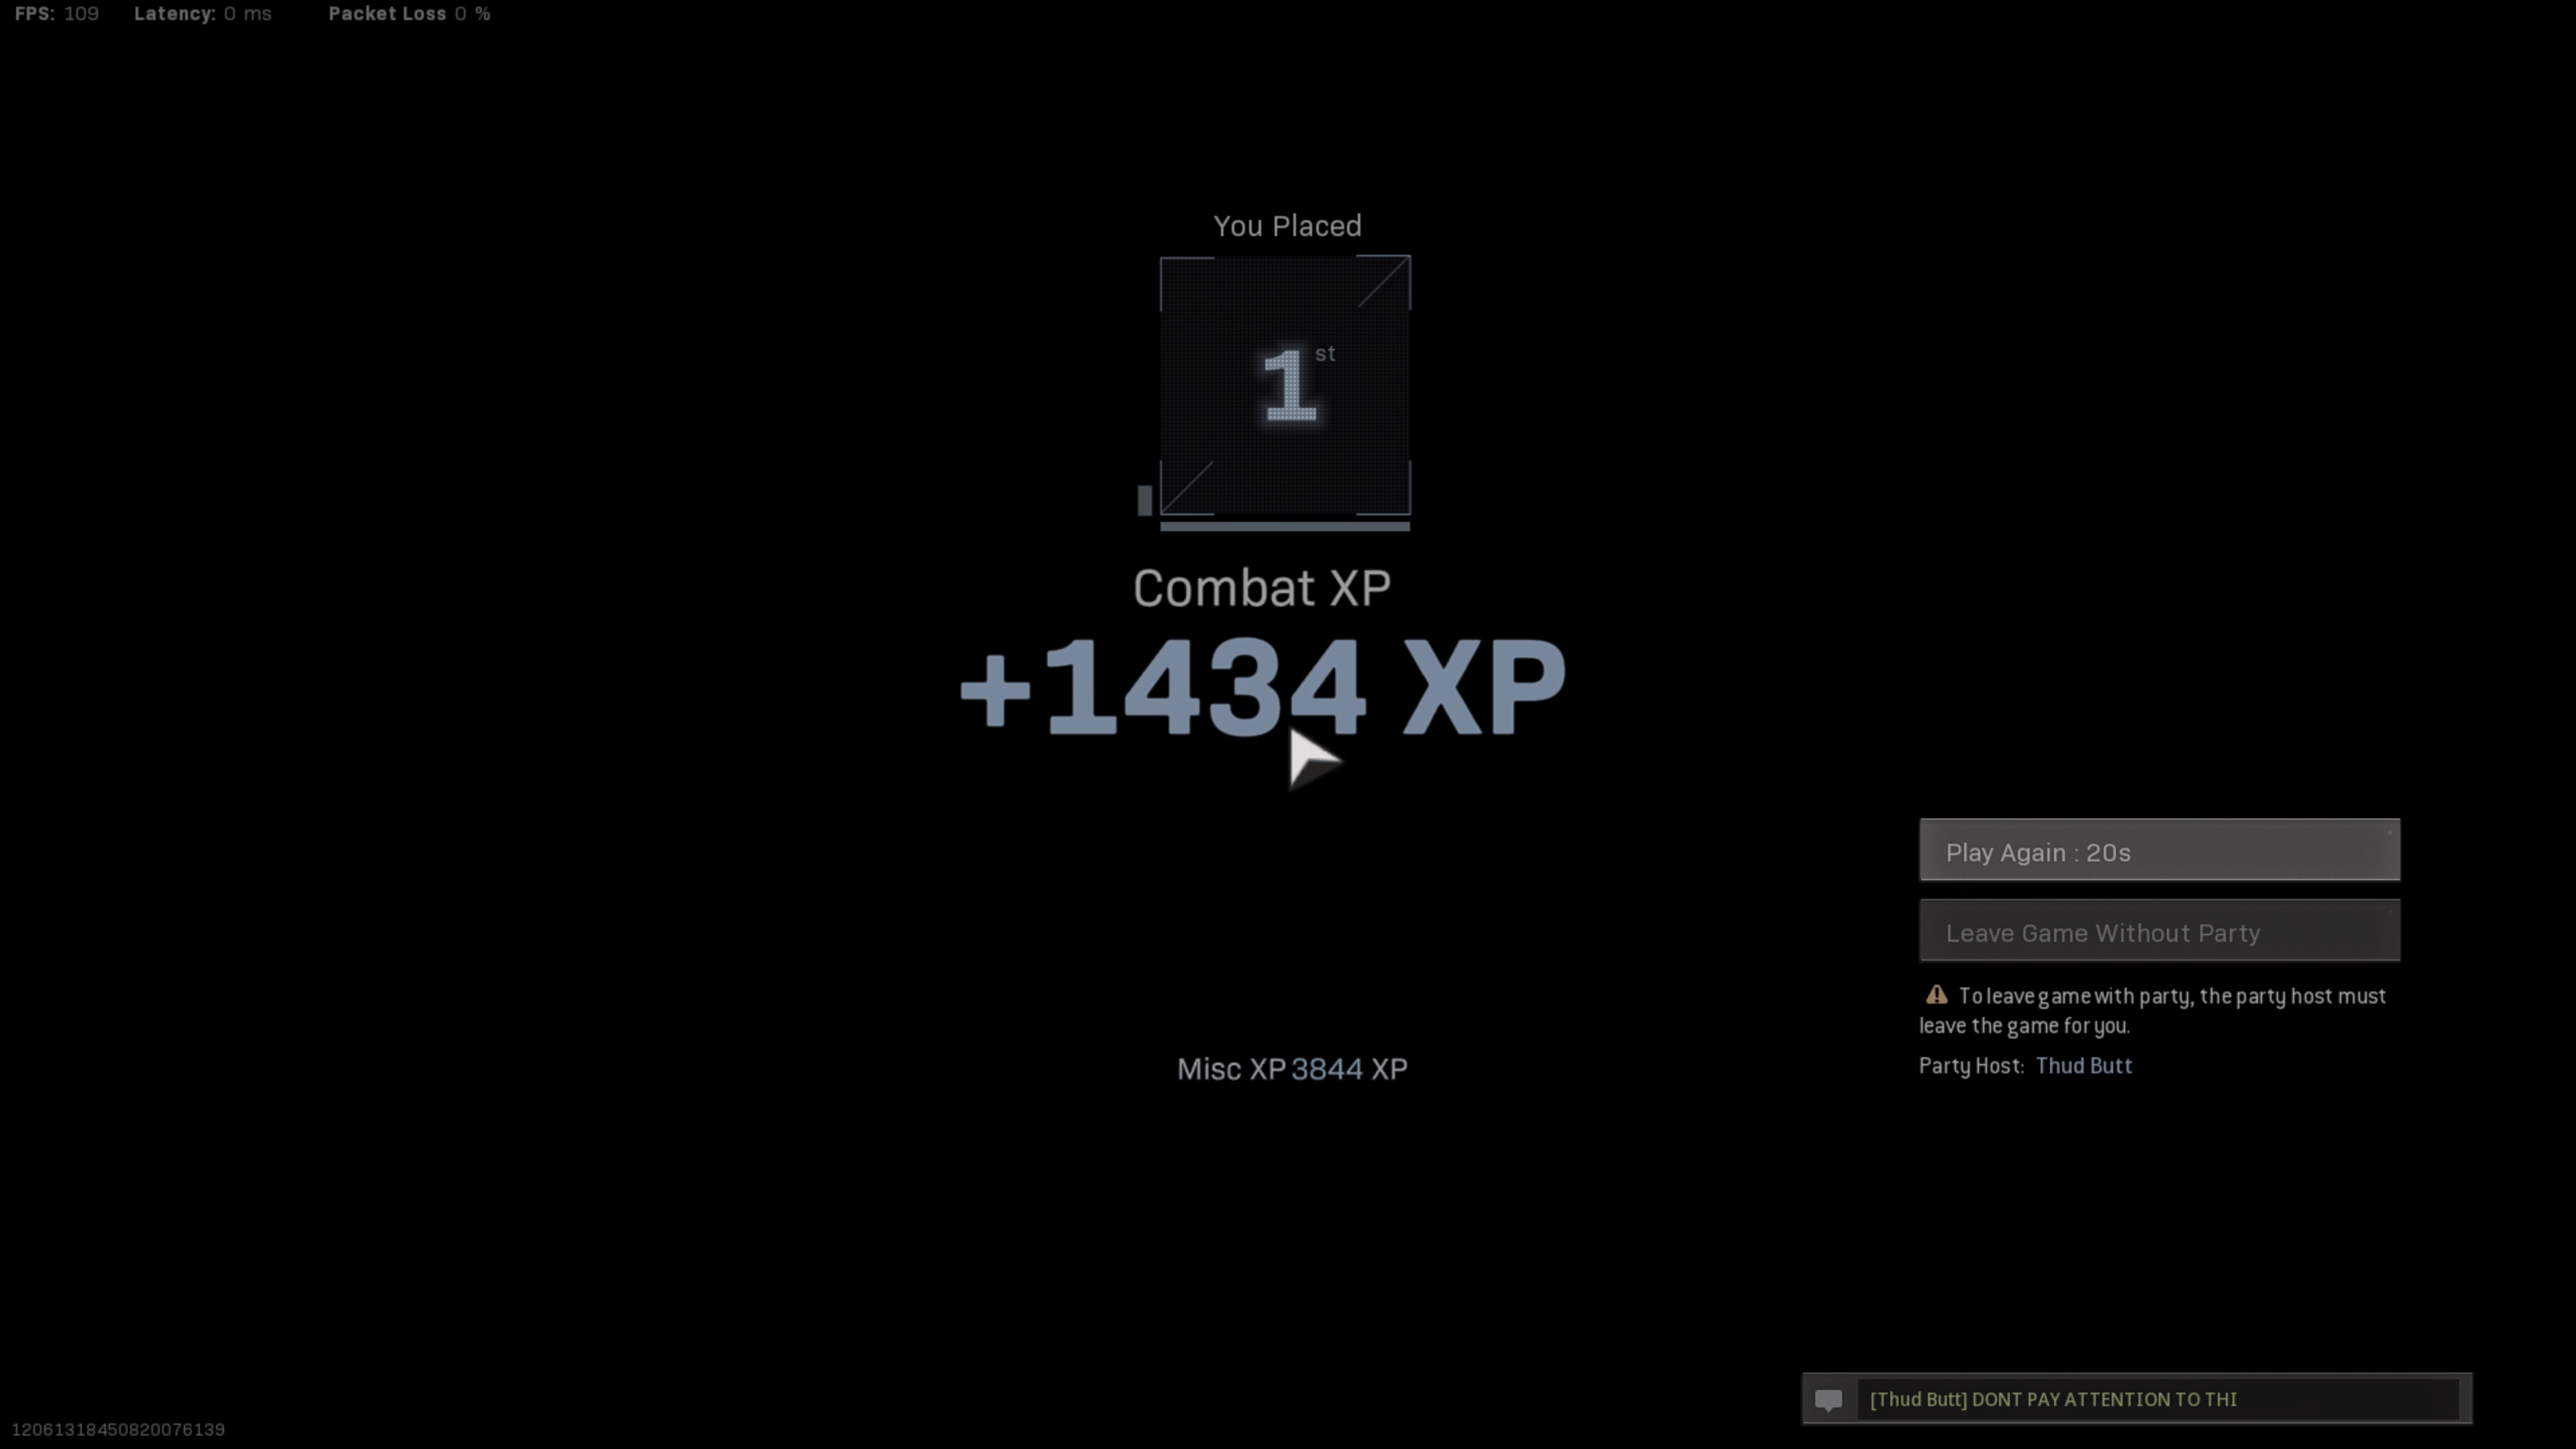 FPS: 109 Latency: 0 ms Packet Loss 0 %
You Placed
1st
Combat XP
+1434 XP
Play Again : 20s
Leave Game Without Party
To leave game with party, the party host must
leave the game for you.
Party Host: Thud Butt
Misc XP 3844 XP
[Thud Butt] DONT PAY ATTENTION TO THI
12061318450820076139